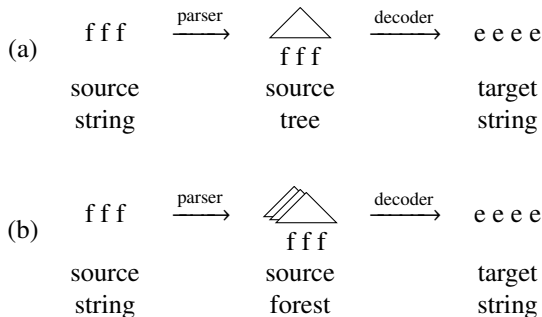 (a) f f f parser f f f decoder e e e e
source source target
string tree string
(b) f f f parser f f f decoder e e e e
source source target
string forest string